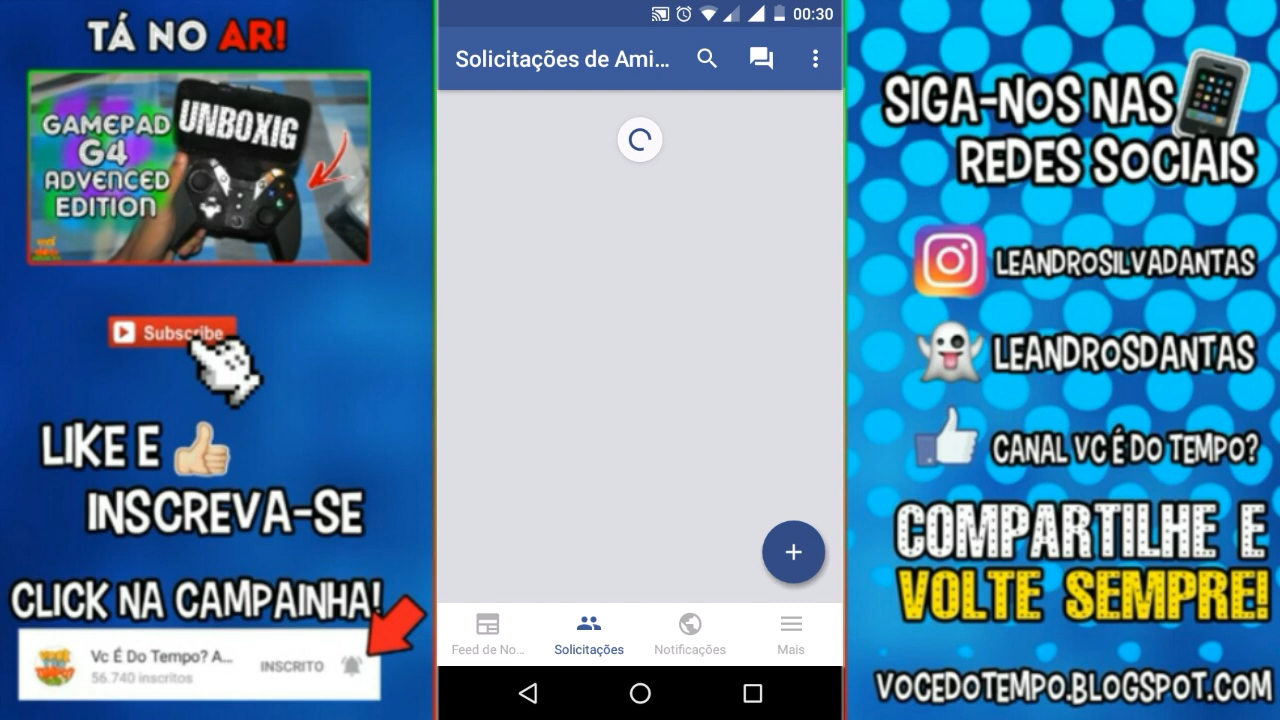 TÁ NO AR!
UNBOXIG
GAMEPAD
G4
ADVENCED
EDITION
Subscribe
LIKE E
INSCREVA-SE
CLICK NA CAMPAINHA!
Vc É Do Tempo? A...
56.740 inscritos
INSCRITO
00:30
Solicitações de Ami...
Feed de No...
Solicitações
Notificações
Mais
SIGA-NOS NAS
REDES SOCIAIS
LEANDROSILVADANTAS
LEANDROSDANTAS
CANAL VC É DO TEMPO?
COMPARTILHE E
VOLTE SEMPRE!
VOCEDOTEMPO.BLOGSPOT.COM